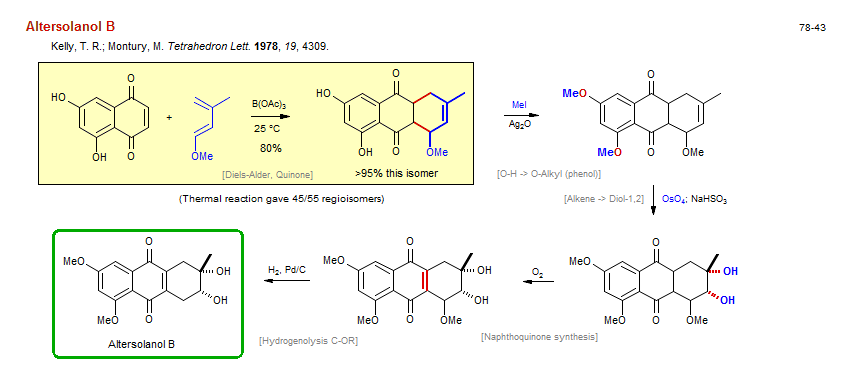 Altersolanol B
78-43
Kelly, T. R.; Montury, M. Tetrahedron Lett. 1978, 19, 4309.
HO
O
OH
O
+
OMe
B(OAc)3
25 °C
80%
[Diels-Alder, Quinone]
HO
O
OH
O
OMe
>95% this isomer
(Thermal reaction gave 45/55 regioisomers)
MeI
Ag2O
[O-H -> O-Alkyl (phenol)]
MeO
O
MeO
O
OMe
[Alkene -> Diol-1,2]
OsO4; NaHSO3
MeO
O
OH
OH
MeO
O
OMe
O2
[Naphthoquinone synthesis]
MeO
O
OH
OH
MeO
O
OMe
H2, Pd/C
[Hydrogenolysis C-OR]
MeO
O
OH
OH
MeO
O
Altersolanol B